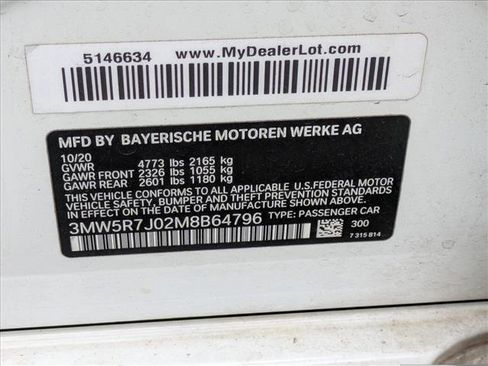 5146634 www.MyDealerLot.com
MFD BY BAYERISCHE MOTOREN WERKE AG
10/20
GVWR 4773 lbs 2165 kg
GAWR FRONT 2326 lbs 1055 kg
GAWR REAR 2601 lbs 1180 kg
THIS VEHICLE CONFORMS TO ALL APPLICABLE U.S. FEDERAL MOTOR
VEHICLE SAFETY, BUMPER, AND THEFT PREVENTION STANDARDS
IN EFFECT ON THE DATE OF MANUFACTURE SHOWN ABOVE.
3MW5R7J02M8B64796 TYPE: PASSENGER CAR
300
7 315 814